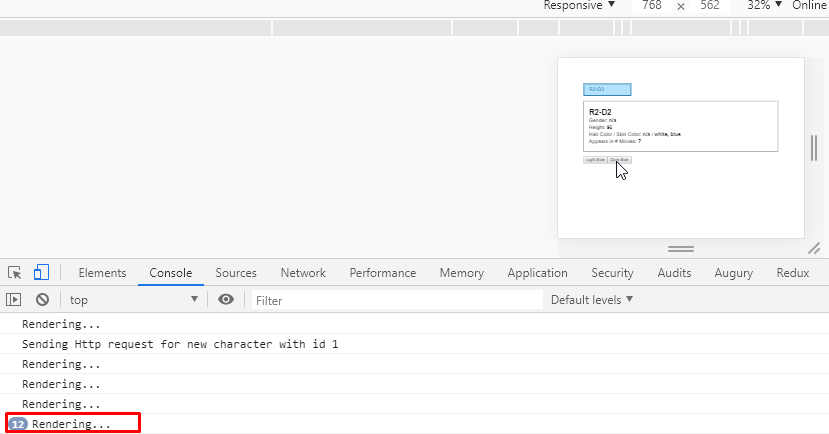 Responsive ▼ 768 × 562 32% ▼ Online
R2-D2
R2-D2
Gender: n/a
Height: 96
Hair Color / Skin Color: n/a / white, blue
Appears in # Movies: 7
Light Side Dark Side
Elements Console Sources Network Performance Memory Application Security Audits Augury Redux
top ▼ Filter Default levels ▼
Rendering...
Sending Http request for new character with id 1
Rendering...
Rendering...
Rendering...
12 Rendering...